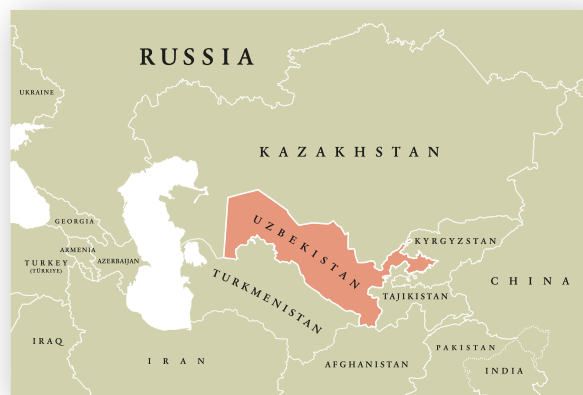 RUSSIA
UKRAINE
KAZAKHSTAN
UZBEKISTAN
GEORGIA
KYRGYZSTAN
ARMENIA
TURKEY
(TÜRKIYE)
AZERBAIJAN
TURKMENISTAN
TAJIKISTAN
CHINA
IRAQ
IRAN
AFGHANISTAN
PAKISTAN
INDIA